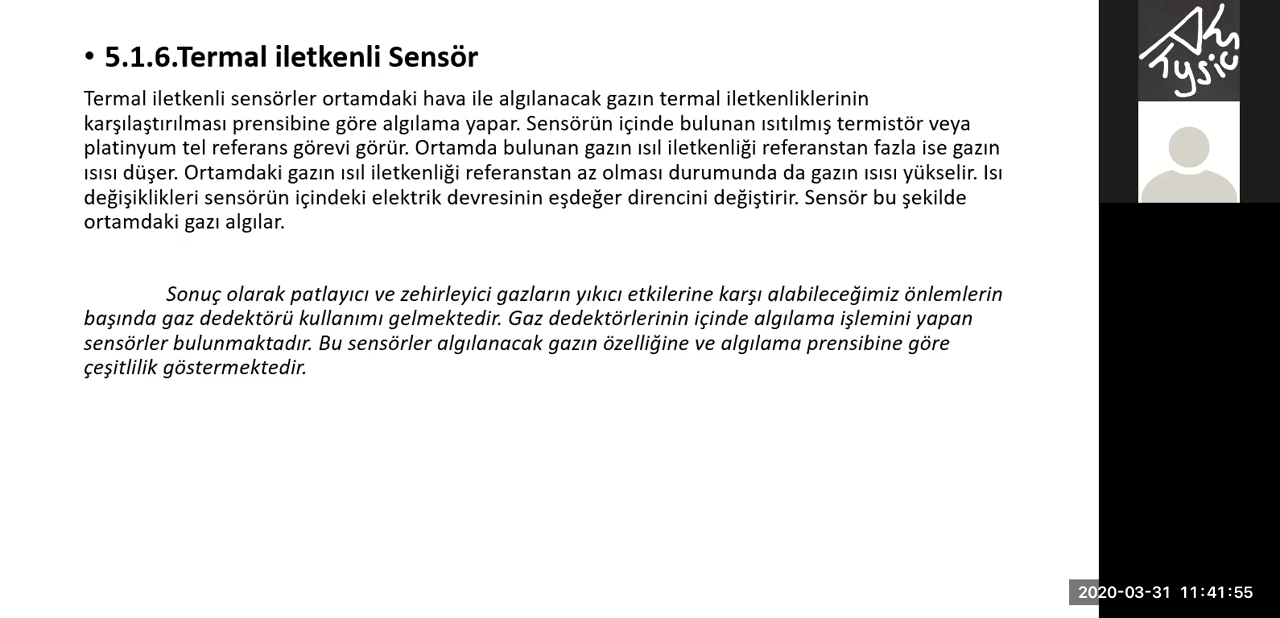 • 5.1.6.Termal iletkenli Sensör
Termal iletkenli sensörler ortamdaki hava ile algılanacak gazın termal iletkenliklerinin
karşılaştırılması prensibine göre algılama yapar. Sensörün içinde bulunan ısıtılmış termistör veya
platinyum tel referans görevi görür. Ortamda bulunan gazın ısıl iletkenliği referanstan fazla ise gazın
ısısı düşer. Ortamdaki gazın ısıl iletkenliği referanstan az olması durumunda da gazın ısısı yükselir. Isı
değişiklikleri sensörün içindeki elektrik devresinin eşdeğer direncini değiştirir. Sensör bu şekilde
ortamdaki gazı algılar.
Sonuç olarak patlayıcı ve zehirleyici gazların yıkıcı etkilerine karşı alabileceğimiz önlemlerin
başında gaz dedektörü kullanımı gelmektedir. Gaz dedektörlerinin içinde algılama işlemini yapan
sensörler bulunmaktadır. Bu sensörler algılanacak gazın özelliğine ve algılama prensibine göre
çeşitlilik göstermektedir.
2020-03-31 11:41:55